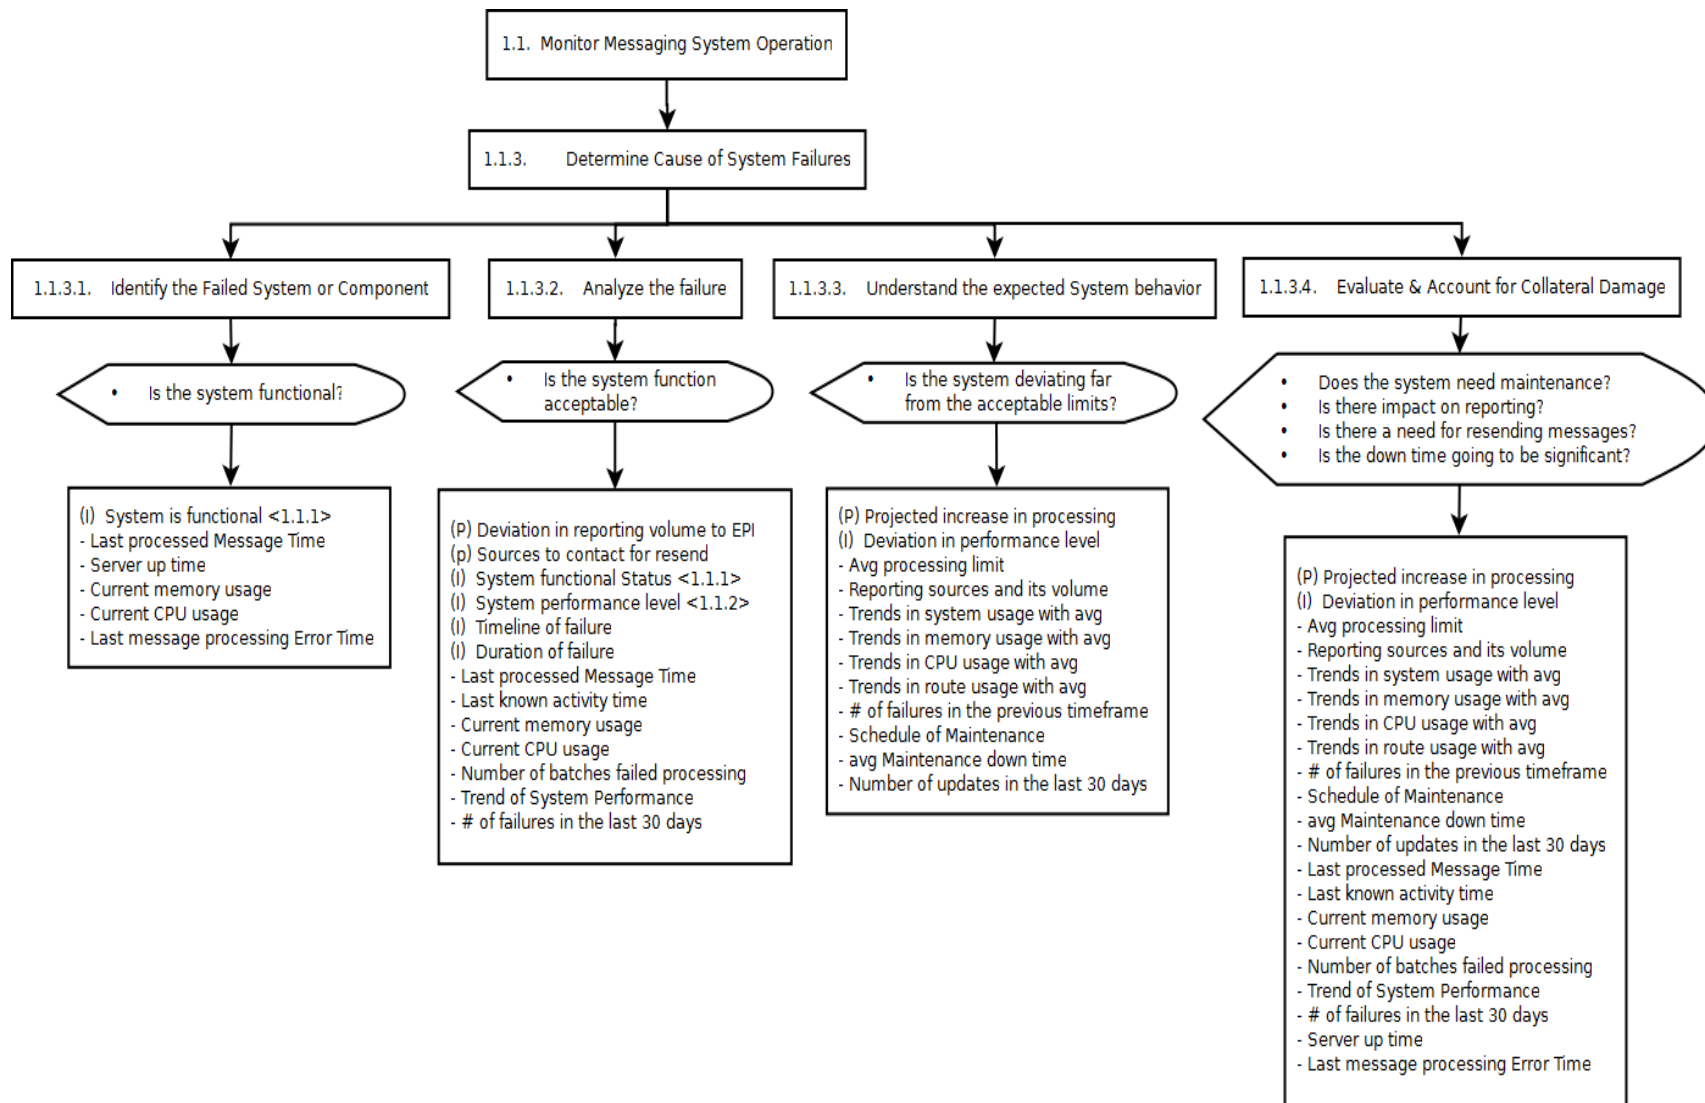 1.1. Monitor Messaging System Operation
1.1.3. Determine Cause of System Failures
1.1.3.1. Identify the Failed System or Component
• Is the system functional?
(I) System is functional <1.1.1>
- Last processed Message Time
- Server up time
- Current memory usage
- Current CPU usage
- Last message processing Error Time
1.1.3.2. Analyze the failure
• Is the system function
acceptable?
(P) Deviation in reporting volume to EPI
(p) Sources to contact for resend
(I) System functional Status <1.1.1>
(I) System performance level <1.1.2>
(I) Timeline of failure
(I) Duration of failure
- Last processed Message Time
- Last known activity time
- Current memory usage
- Current CPU usage
- Number of batches failed processing
- Trend of System Performance
- # of failures in the last 30 days
1.1.3.3. Understand the expected System behavior
• Is the system deviating far
from the acceptable limits?
(P) Projected increase in processing
(I) Deviation in performance level
- Avg processing limit
- Reporting sources and its volume
- Trends in system usage with avg
- Trends in memory usage with avg
- Trends in CPU usage with avg
- Trends in route usage with avg
- # of failures in the previous timeframe
- Schedule of Maintenance
- avg Maintenance down time
- Number of updates in the last 30 days
1.1.3.4. Evaluate & Account for Collateral Damage
• Does the system need maintenance?
• Is there impact on reporting?
• Is there a need for resending messages?
• Is the down time going to be significant?
(P) Projected increase in processing
(I) Deviation in performance level
- Avg processing limit
- Reporting sources and its volume
- Trends in system usage with avg
- Trends in memory usage with avg
- Trends in CPU usage with avg
- Trends in route usage with avg
- # of failures in the previous timeframe
- Schedule of Maintenance
- avg Maintenance down time
- Number of updates in the last 30 days
- Last processed Message Time
- Last known activity time
- Current memory usage
- Current CPU usage
- Number of batches failed processing
- Trend of System Performance
- # of failures in the last 30 days
- Server up time
- Last message processing Error Time